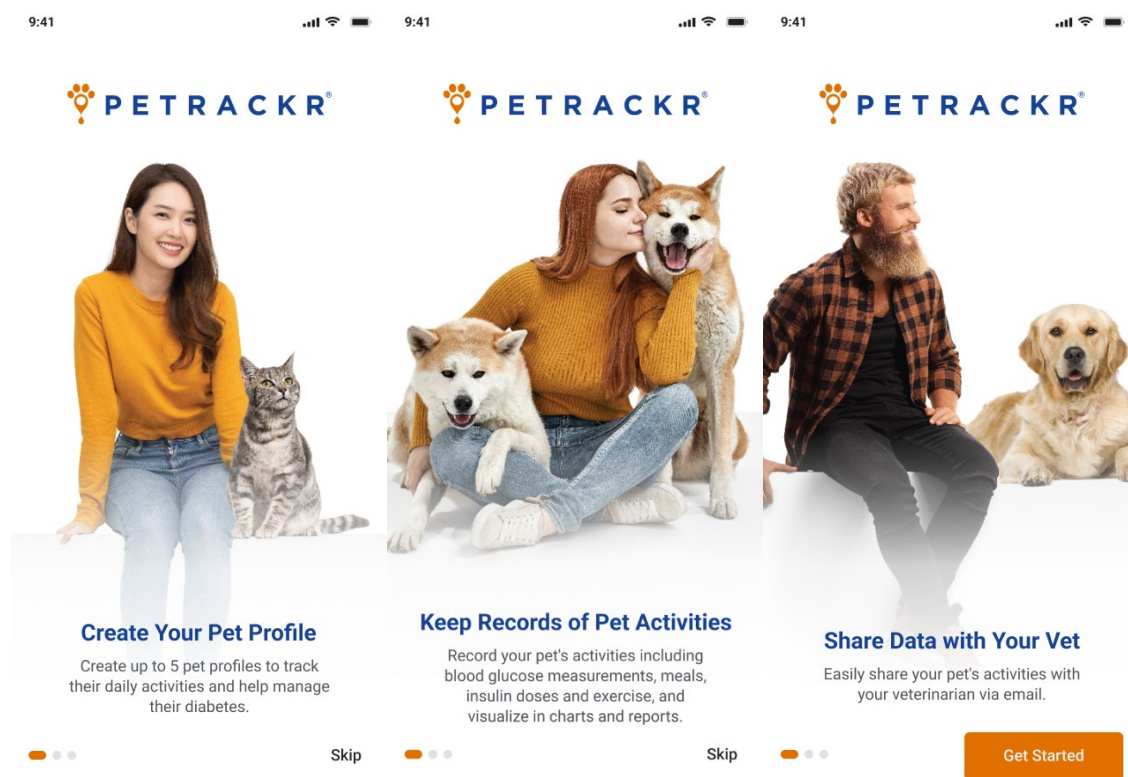 9:41
PETRACKR®
Create Your Pet Profile
Create up to 5 pet profiles to track
their daily activities and help manage
their diabetes.
Skip
9:41
PETRACKR®
Keep Records of Pet Activities
Record your pet's activities including
blood glucose measurements, meals,
insulin doses and exercise, and
visualize in charts and reports.
Skip
9:41
PETRACKR®
Share Data with Your Vet
Easily share your pet's activities with
your veterinarian via email.
Get Started